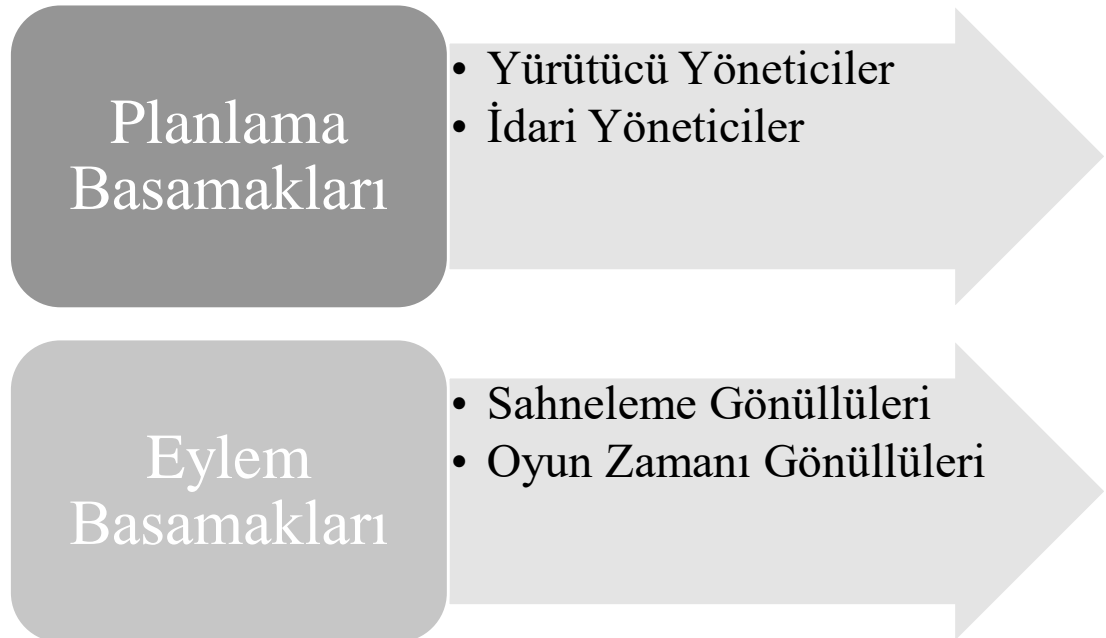 Planlama
Basamakları
• Yürütücü Yöneticiler
• İdari Yöneticiler
Eylem
Basamakları
• Sahneleme Gönüllüleri
• Oyun Zamanı Gönüllüleri